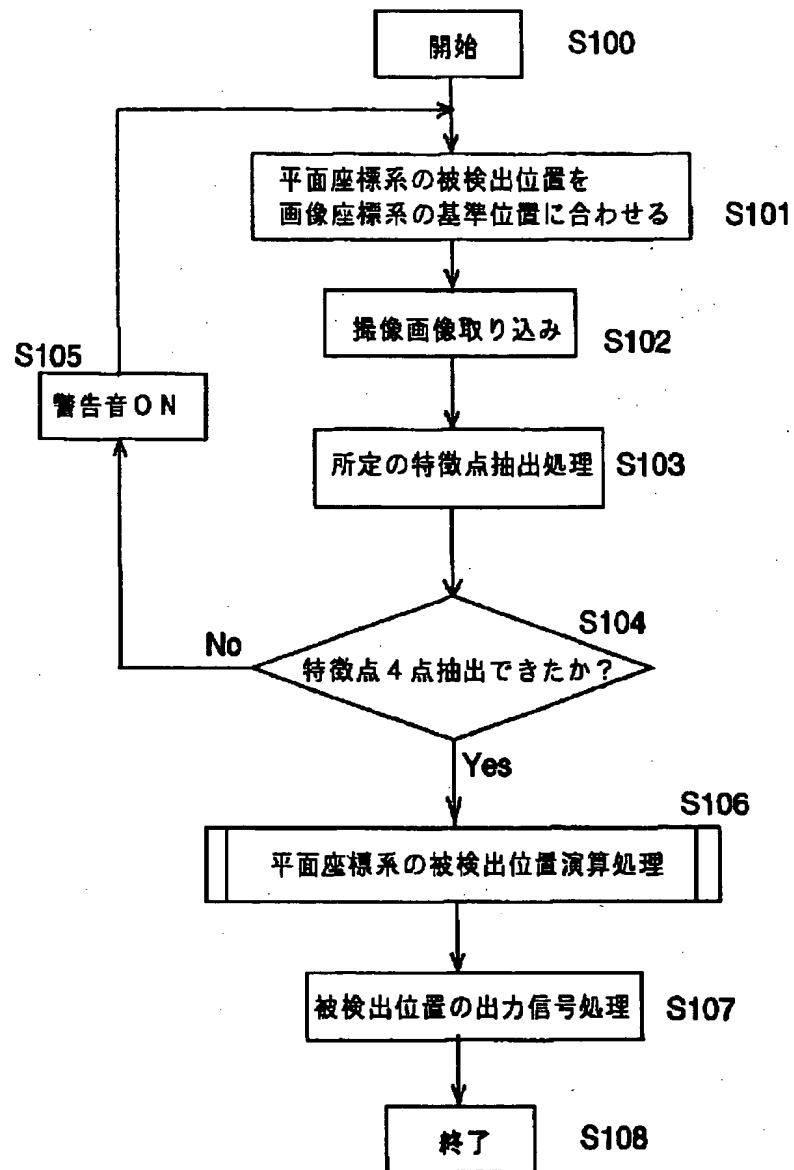 開始
S100
平面座標系の被検出位置を
画像座標系の基準位置に合わせる
S101
撮像画像取り込み
S102
S105
警告音ON
所定の特徴点抽出処理
S103
S104
No
特徴点4点抽出できたか?
Yes
S106
平面座標系の被検出位置演算処理
被検出位置の出力信号処理
S107
終了
S108